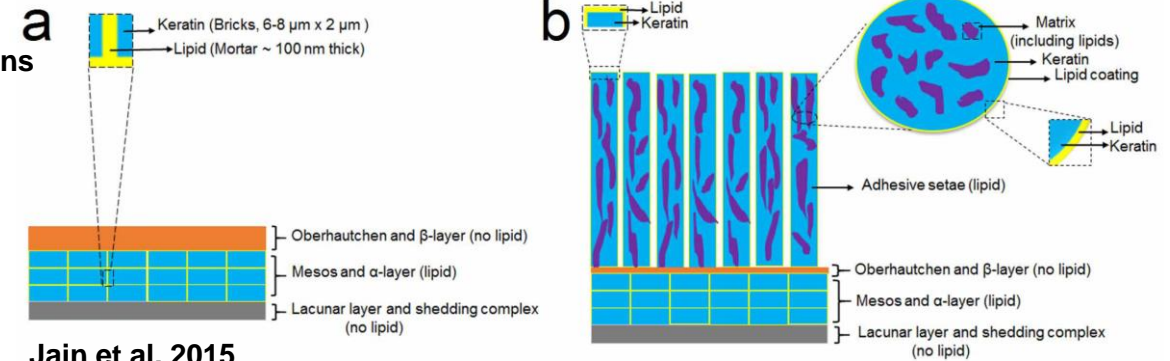 a
Keratin (Bricks, 6-8 µm x 2 µm )
Lipid (Mortar ~ 100 nm thick)
ns
Oberhautchen and β-layer (no lipid)
Mesos and α-layer (lipid)
Lacunar layer and shedding complex
(no lipid)
Jain et al. 2015
b
Lipid
Keratin
Matrix
(including lipids)
Keratin
Lipid coating
Lipid
Keratin
Adhesive setae (lipid)
Oberhautchen and β-layer (no lipid)
Mesos and α-layer (lipid)
Lacunar layer and shedding complex
(no lipid)